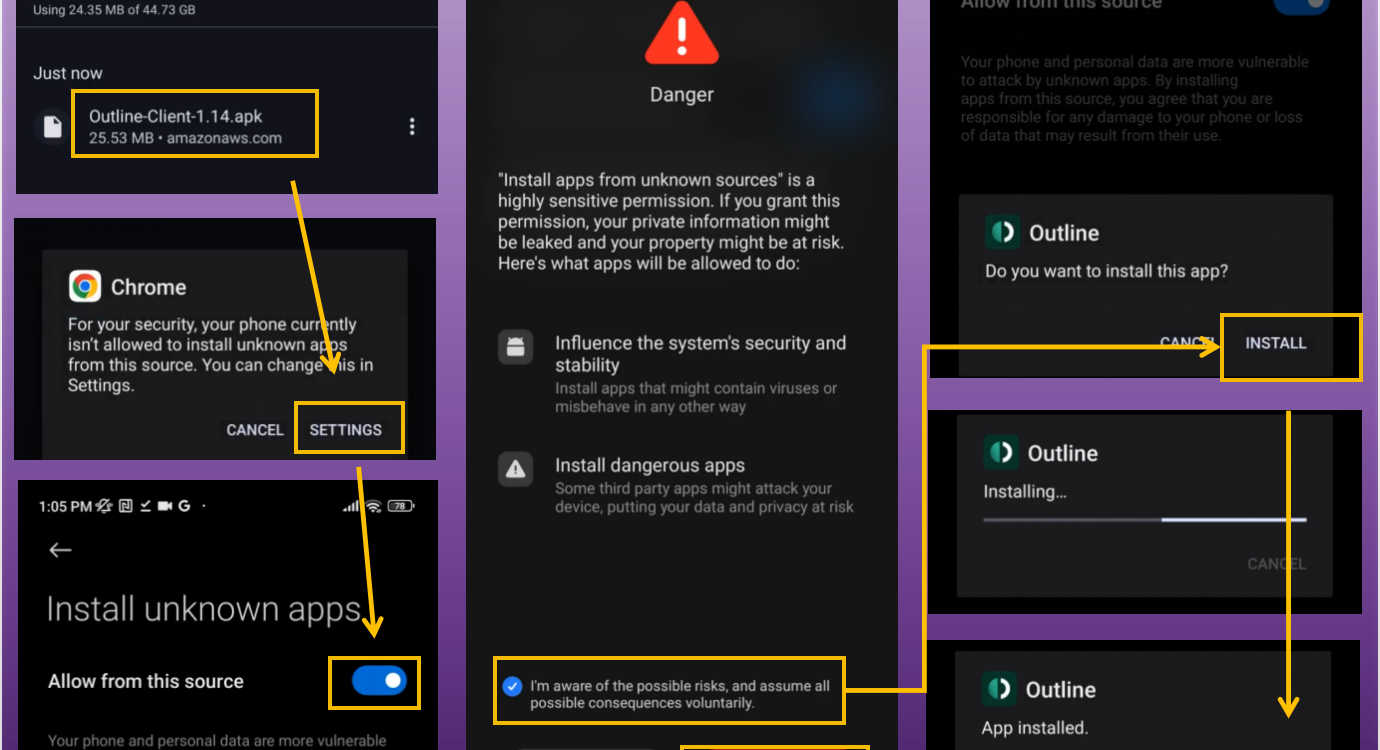 Using 24.35 MB of 44.73 GB
Just now
Outline-Client-1.14.apk
25.53 MB • amazonaws.com
Chrome
For your security, your phone currently
isn't allowed to install unknown apps
from this source. You can change this in
Settings.
CANCEL SETTINGS
1:05 PM
78
Install unknown apps
Allow from this source
Your phone and personal data are more vulnerable
Danger
"Install apps from unknown sources" is a
highly sensitive permission. If you grant this
permission, your private information might
be leaked and your property might be at risk.
Here's what apps will be allowed to do:
Influence the system's security and
stability
Install apps that might contain viruses or
misbehave in any other way
Install dangerous apps
Some third party apps might attack your
device, putting your data and privacy at risk
I'm aware of the possible risks, and assume all
possible consequences voluntarily.
Allow from this source
Your phone and personal data are more vulnerable
to attack by unknown apps. By installing
apps from this source, you agree that you are
responsible for any damage to your phone or loss
of data that may result from their use.
Outline
Do you want to install this app?
CANCEL INSTALL
Outline
Installing...
CANCEL
Outline
App installed.